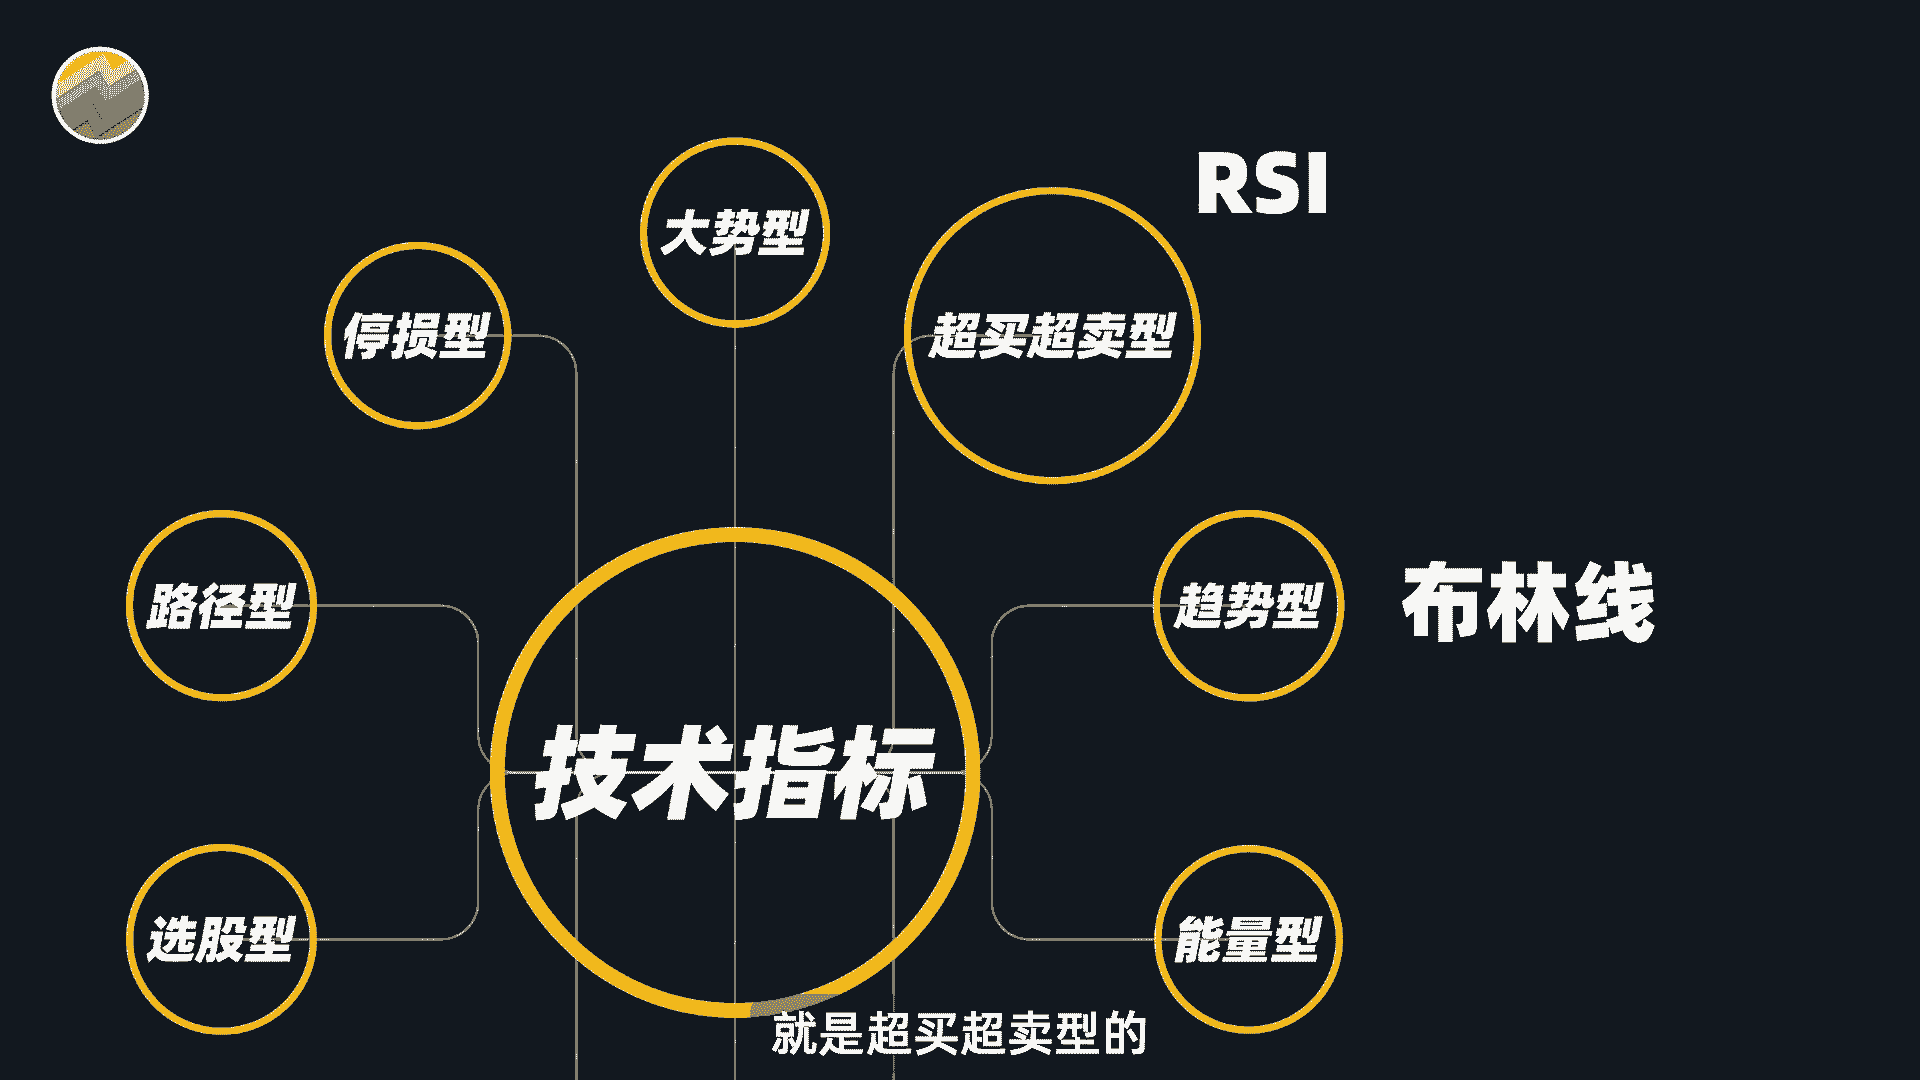 RSI
大势型
停损型
超买超卖型
路径型
趋势型
布林线
技术指标
选股型
能量型
就是超买超卖型的